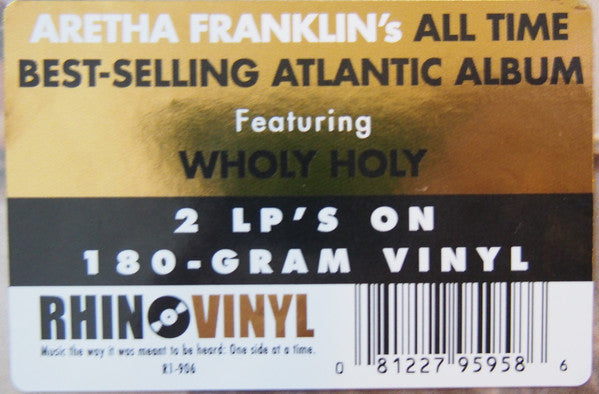 ARETHA FRANKLIN's ALL TIME
BEST-SELLING ATLANTIC ALBUM
Featuring
WHOLY HOLY
2 LP'S ON
180-GRAM VINYL
RHINO VINYL
Music the way it was meant to be heard: One side at a time.
R1-906
0 81227 95958 6